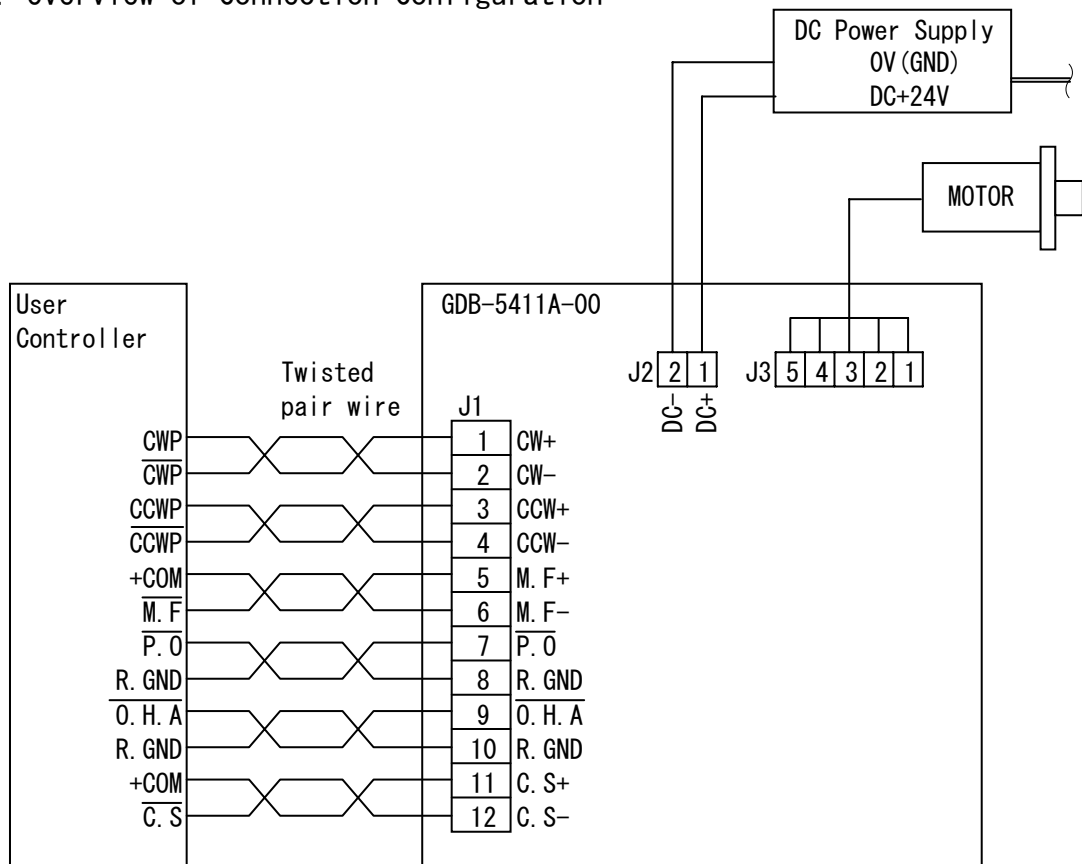 Overview of Connection Configuration
DC Power Supply
0V(GND)
DC+24V
MOTOR
User
Controller
GDB-5411A-00
Twisted
pair wire
J2 2 1
DC-
DC+
J3 5 4 3 2 1
J1
CWP 1 CW+
C̅W̅P̅ 2 CW-
CCWP 3 CCW+
C̅C̅W̅P̅ 4 CCW-
+COM 5 M.F+
M̅.̅F̅ 6 M.F-
P̅.̅O̅ 7 P̅.̅O̅
R.GND 8 R.GND
O̅.̅H̅.̅A̅ 9 O̅.̅H̅.̅A̅
R.GND 10 R.GND
+COM 11 C.S+
C̅.̅S̅ 12 C.S-